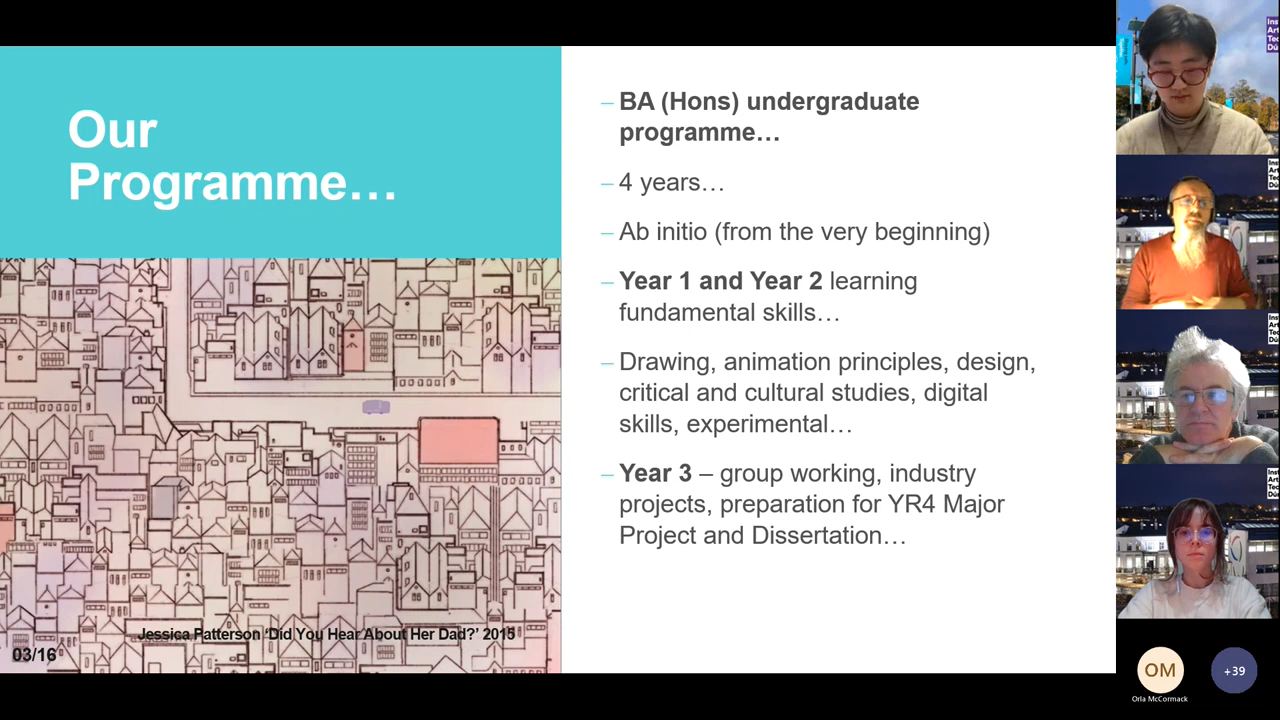 Our
Programme…
– BA (Hons) undergraduate
programme…
– 4 years…
– Ab initio (from the very beginning)
– Year 1 and Year 2 learning
fundamental skills…
– Drawing, animation principles, design,
critical and cultural studies, digital
skills, experimental…
– Year 3 – group working, industry
projects, preparation for YR4 Major
Project and Dissertation…
Jessica Patterson ‘Did You Hear About Her Dad?’ 2015
03/16
OM
Orla McCormack
+39